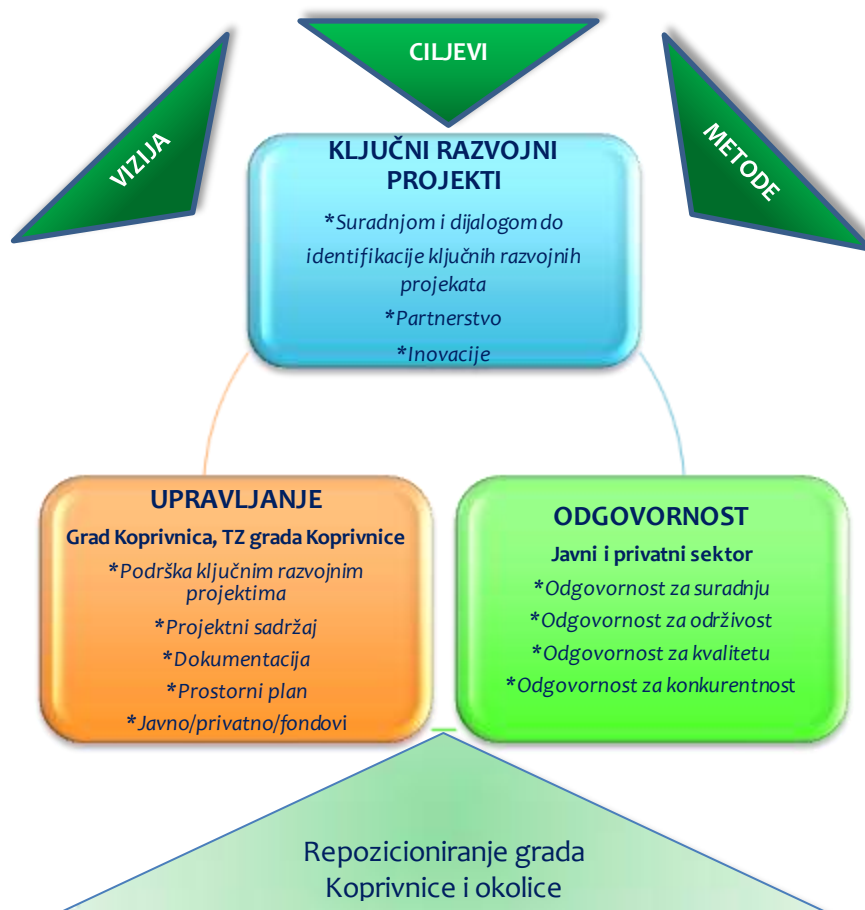 CILJEVI
VIZIJA
METODE
KLJUČNI RAZVOJNI
PROJEKTI
*Suradnjom i dijalogom do
identifikacije ključnih razvojnih
projekata
*Partnerstvo
*Inovacije
UPRAVLJANJE
Grad Koprivnica, TZ grada Koprivnice
*Podrška ključnim razvojnim
projektima
*Projektni sadržaj
*Dokumentacija
*Prostorni plan
*Javno/privatno/fondovi
ODGOVORNOST
Javni i privatni sektor
*Odgovornost za suradnju
*Odgovornost za održivost
*Odgovornost za kvalitetu
*Odgovornost za konkurentnost
Repozicioniranje grada
Koprivnice i okolice